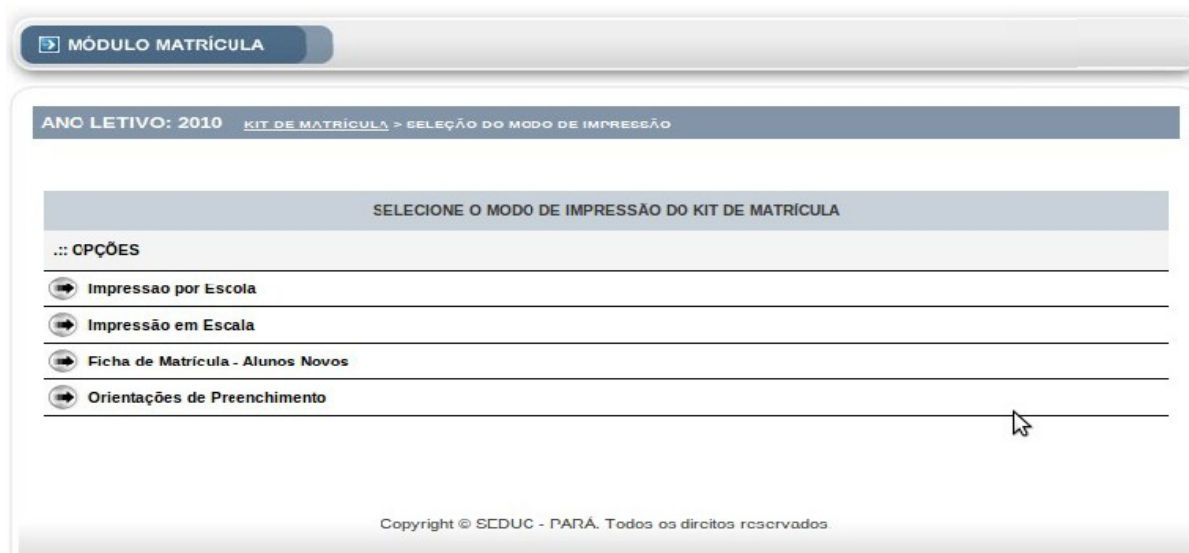 MÓDULO MATRÍCULA
ANO LETIVO: 2010 KIT DE MATRÍCULA > SELEÇÃO DO MODO DE IMPRESSÃO
SELECIONE O MODO DE IMPRESSÃO DO KIT DE MATRÍCULA
.:: OPÇÕES
Impressao por Escola
Impressão em Escala
Ficha de Matrícula - Alunos Novos
Orientações de Preenchimento
Copyright © SEDUC - PARÁ. Todos os direitos reservados